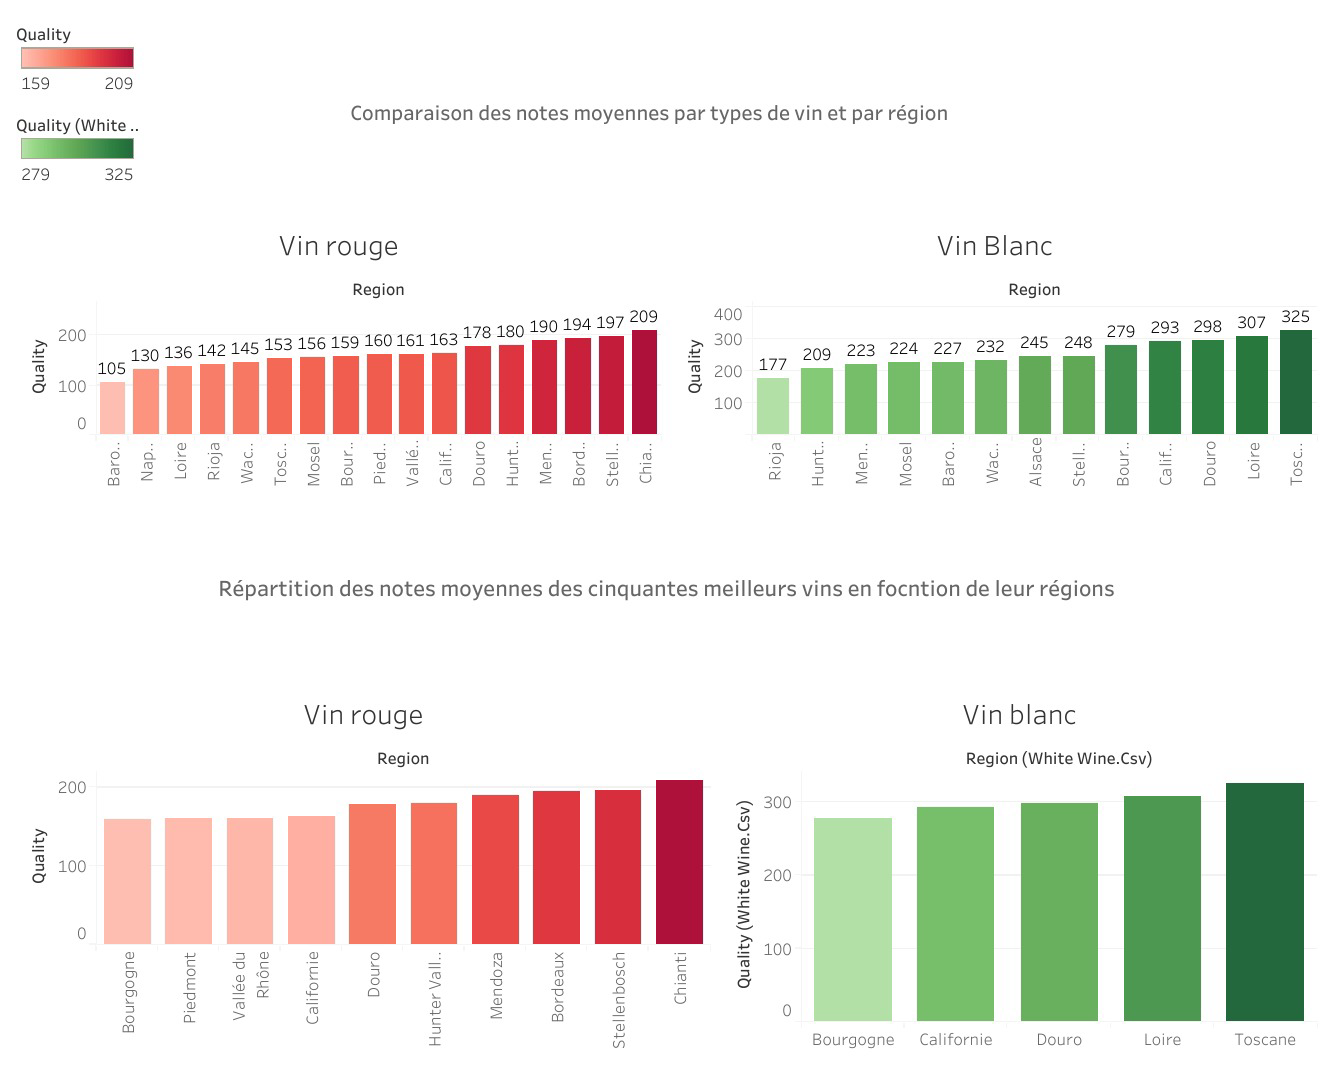 Quality
159 209
Quality (White ..
279 325
Comparaison des notes moyennes par types de vin et par région
Vin rouge
Region
Quality
200
100
0
105 130 136 142 145 153 156 159 160 161 163 178 180 190 194 197 209
Baro.. Nap.. Loire Rioja Wac.. Tosc.. Mosel Bour.. Pied.. Vallé.. Calif.. Douro Hunt.. Men.. Bord.. Stell.. Chia..
Vin Blanc
Region
Quality
400
300
200
100
177 209 223 224 227 232 245 248 279 293 298 307 325
Rioja Hunt.. Men.. Mosel Baro.. Wac.. Alsace Stell.. Bour.. Calif.. Douro Loire Tosc..
Répartition des notes moyennes des cinquantes meilleurs vins en focntion de leur régions
Vin rouge
Region
Quality
200
100
0
Bourgogne
Piedmont
Vallée du
Rhône
Californie
Douro
Hunter Vall..
Mendoza
Bordeaux
Stellenbosch
Chianti
Vin blanc
Region (White Wine.Csv)
Quality (White Wine.Csv)
300
200
100
0
Bourgogne Californie Douro Loire Toscane